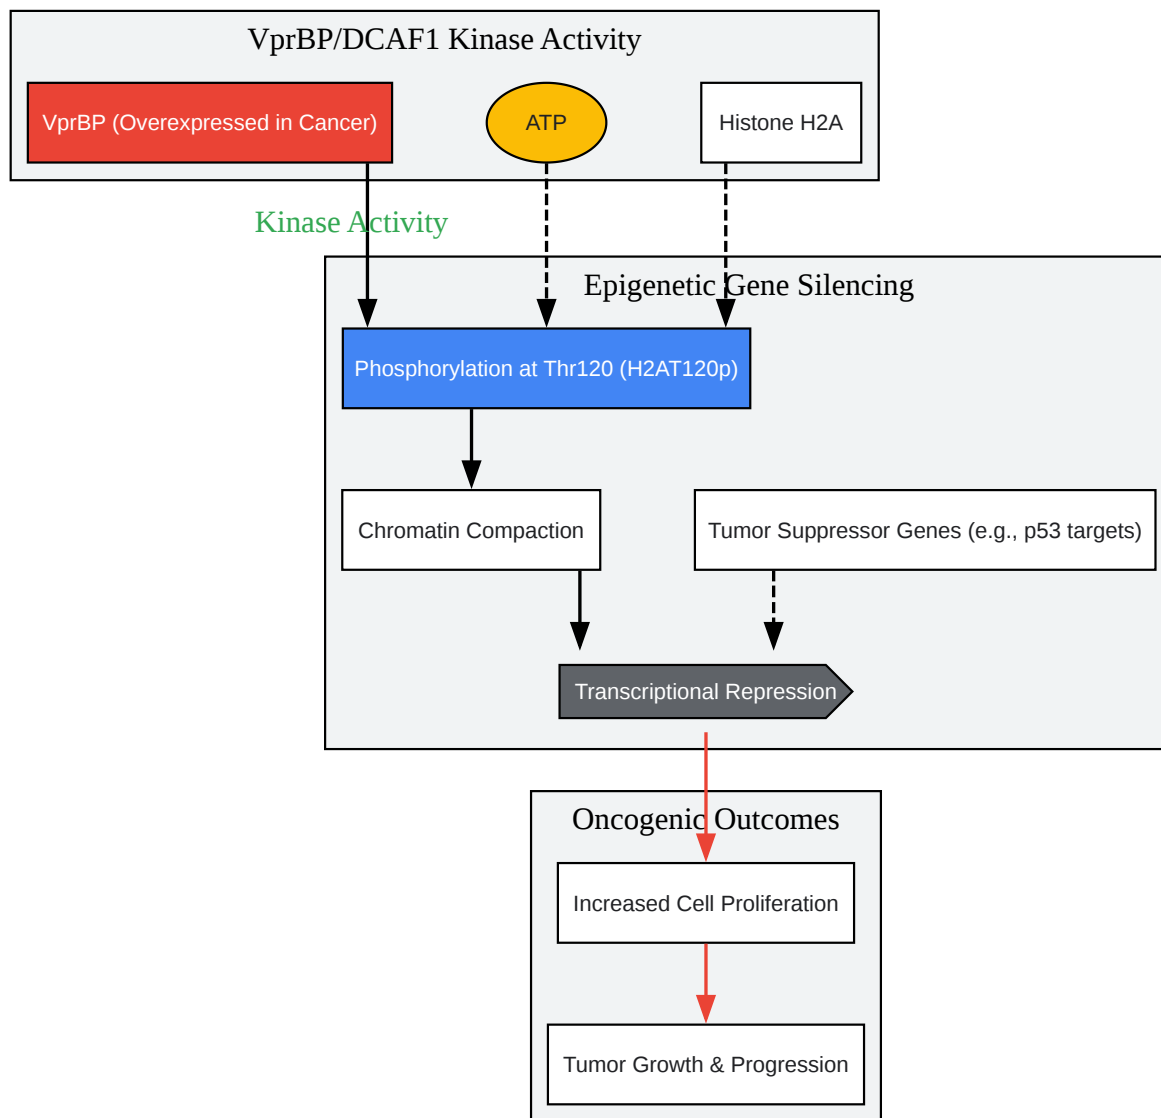 VprBP/DCAF1 Kinase Activity
VprBP (Overexpressed in Cancer)
ATP
Histone H2A
Kinase Activity
Epigenetic Gene Silencing
Phosphorylation at Thr120 (H2AT120p)
Chromatin Compaction
Tumor Suppressor Genes (e.g., p53 targets)
Transcriptional Repression
Oncogenic Outcomes
Increased Cell Proliferation
Tumor Growth & Progression